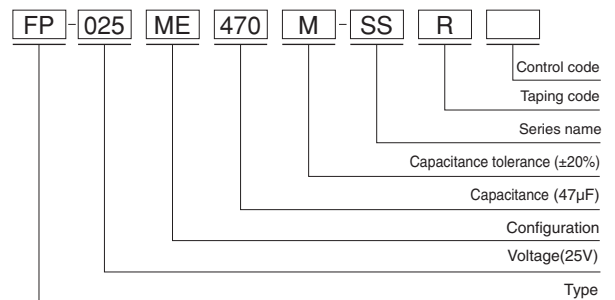 FP-025 ME 470 M-SS R
Control code
Taping code
Series name
Capacitance tolerance (±20%)
Capacitance (47µF)
Configuration
Voltage(25V)
Type